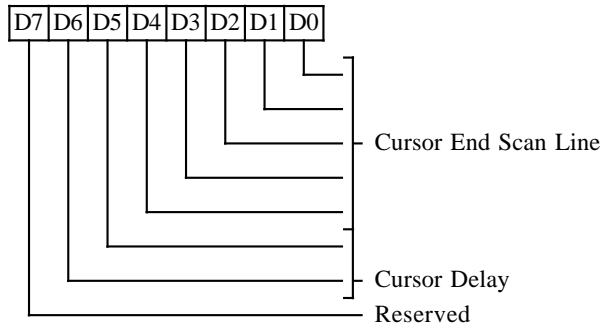 D7 D6 D5 D4 D3 D2 D1 D0
Cursor End Scan Line
Cursor Delay
Reserved